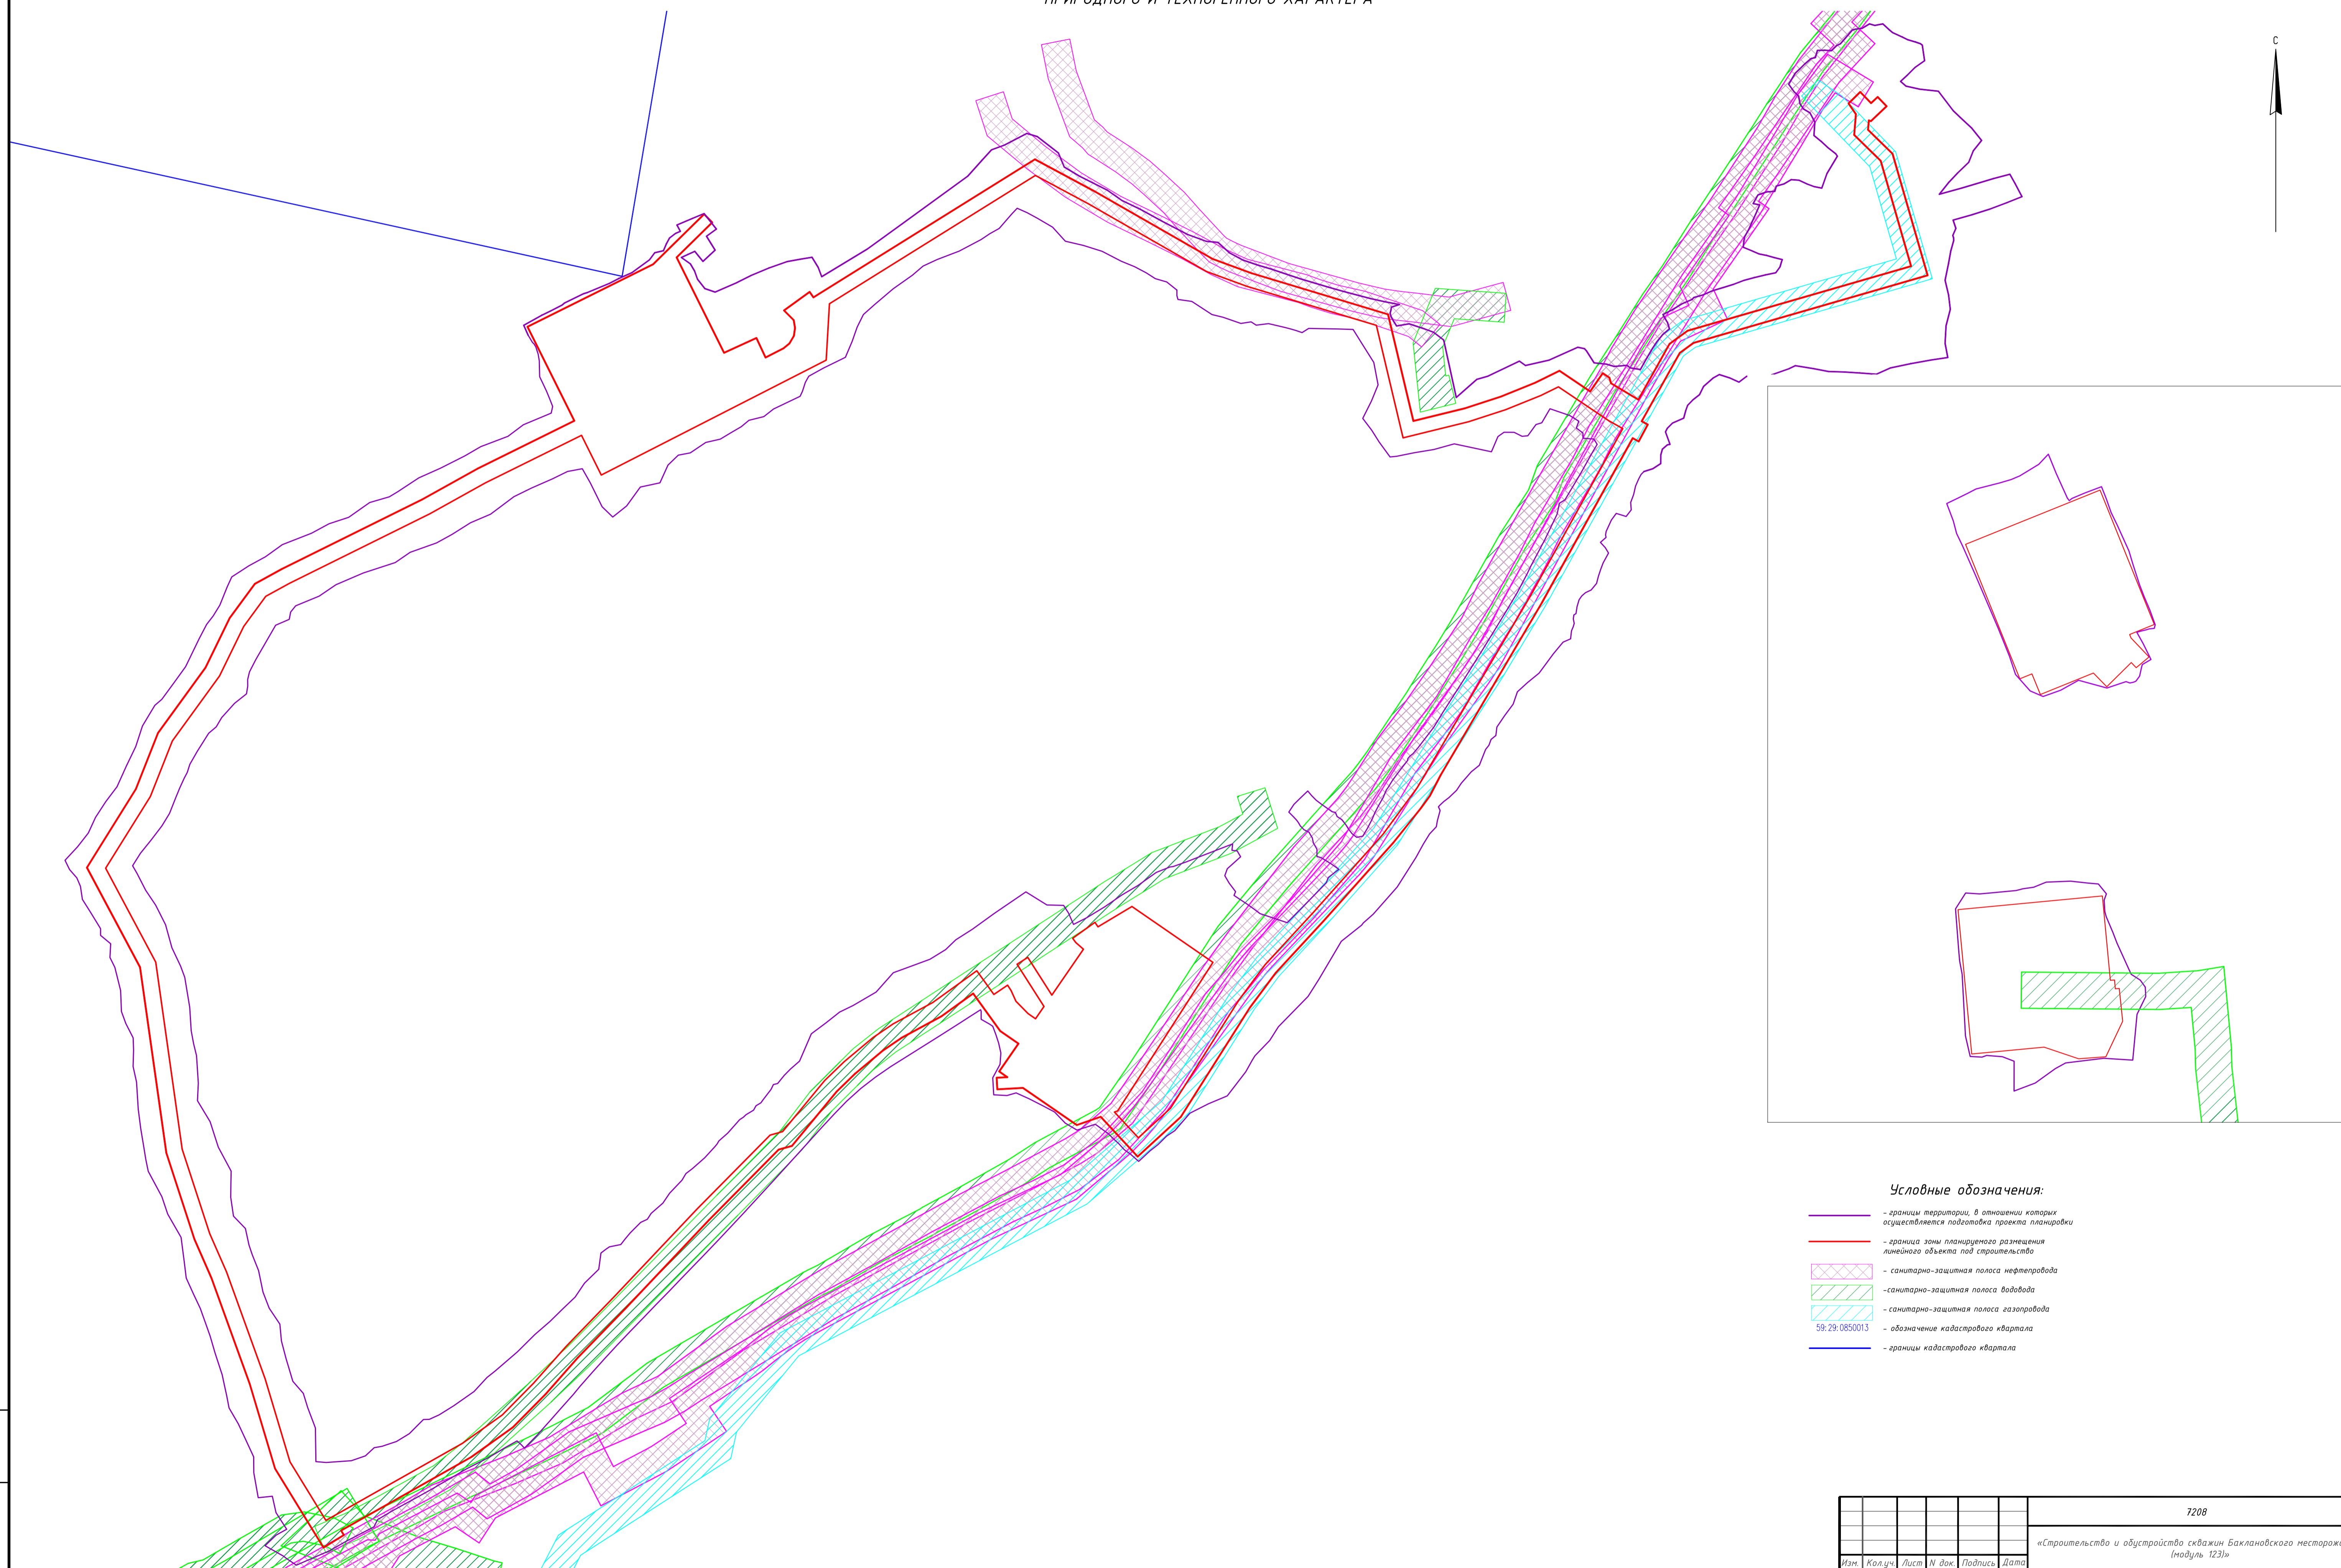 ПРИРОДНОГО И ТЕХНОГЕННОГО ХАРАКТЕРА
С
Условные обозначения:
– границы территории, в отношении которых
осуществляется подготовка проекта планировки
– граница зоны планируемого размещения
линейного объекта под строительство
– санитарно-защитная полоса нефтепровода
-санитарно-защитная полоса водовода
– санитарно-защитная полоса газопровода
59:29:0850013
– обозначение кадастрового квартала
– границы кадастрового квартала
7208
«Строительство и обустройство скважин Баклановского
(модуль 123)»
Изм. Кол.уч. Лист N док. Подпись Дата